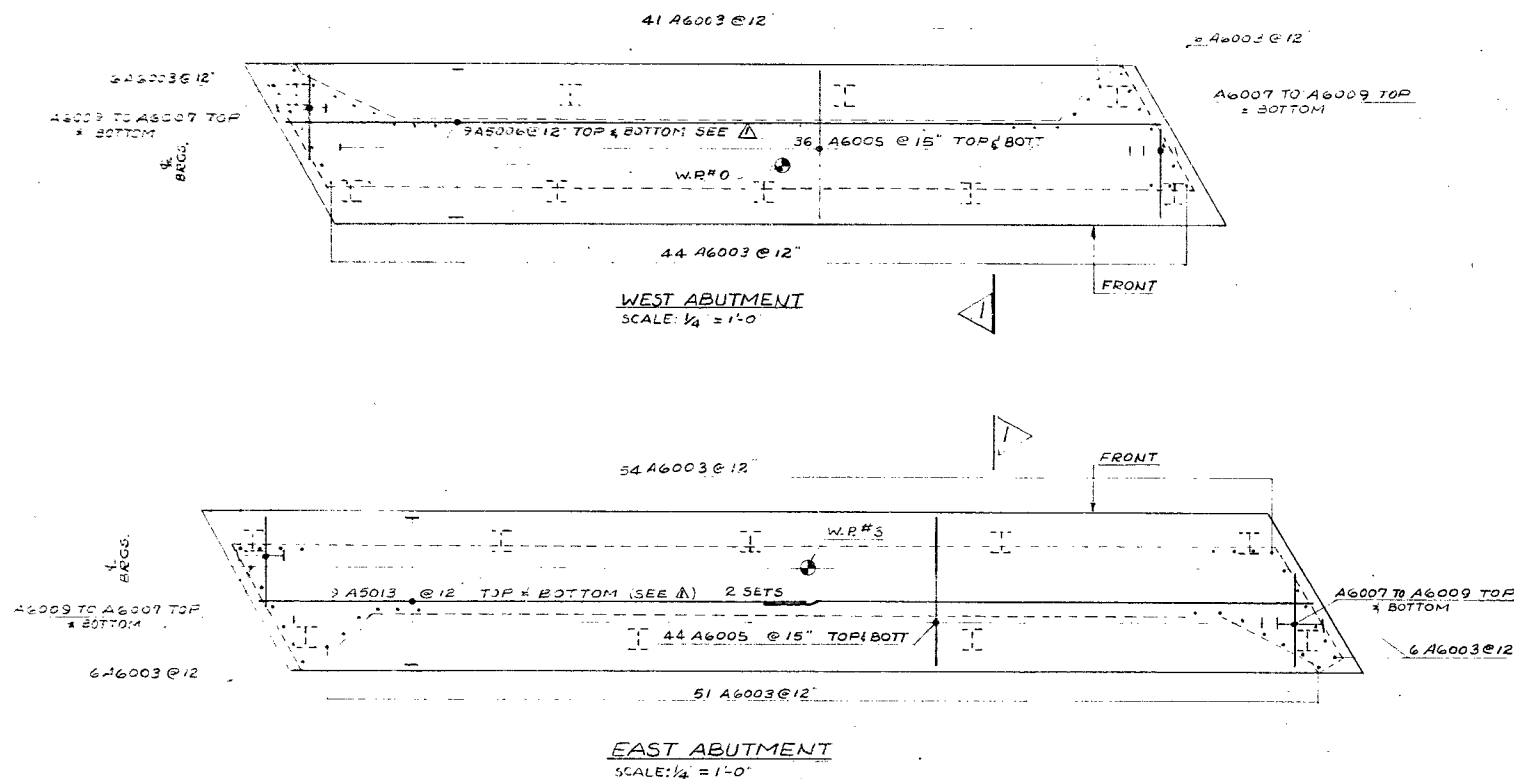 41 A6003 @ 12"
6 A6003 @ 12"
6 A6003 @ 12"
A6009 TO A6007 TOP
& BOTTOM
A6007 TO A6009 TOP
& BOTTOM
℄ BRGS.
9 A5006 @ 12" TOP & BOTTOM SEE ⚠
36 A6005 @ 15" TOP & BOTT
W.P.#0
44 A6003 @ 12"
FRONT
WEST ABUTMENT
SCALE: 1/4" = 1'-0"
1
1
54 A6003 @ 12"
FRONT
W.P.#3
℄ BRGS.
9 A5013 @ 12 TOP & BOTTOM (SEE ⚠) 2 SETS
A6009 TO A6007 TOP
& BOTTOM
A6007 TO A6009 TOP
& BOTTOM
44 A6005 @ 15" TOP & BOTT
6 A6003 @ 12
6 A6003 @ 12
51 A6003 @ 12"
EAST ABUTMENT
SCALE: 1/4" = 1'-0"